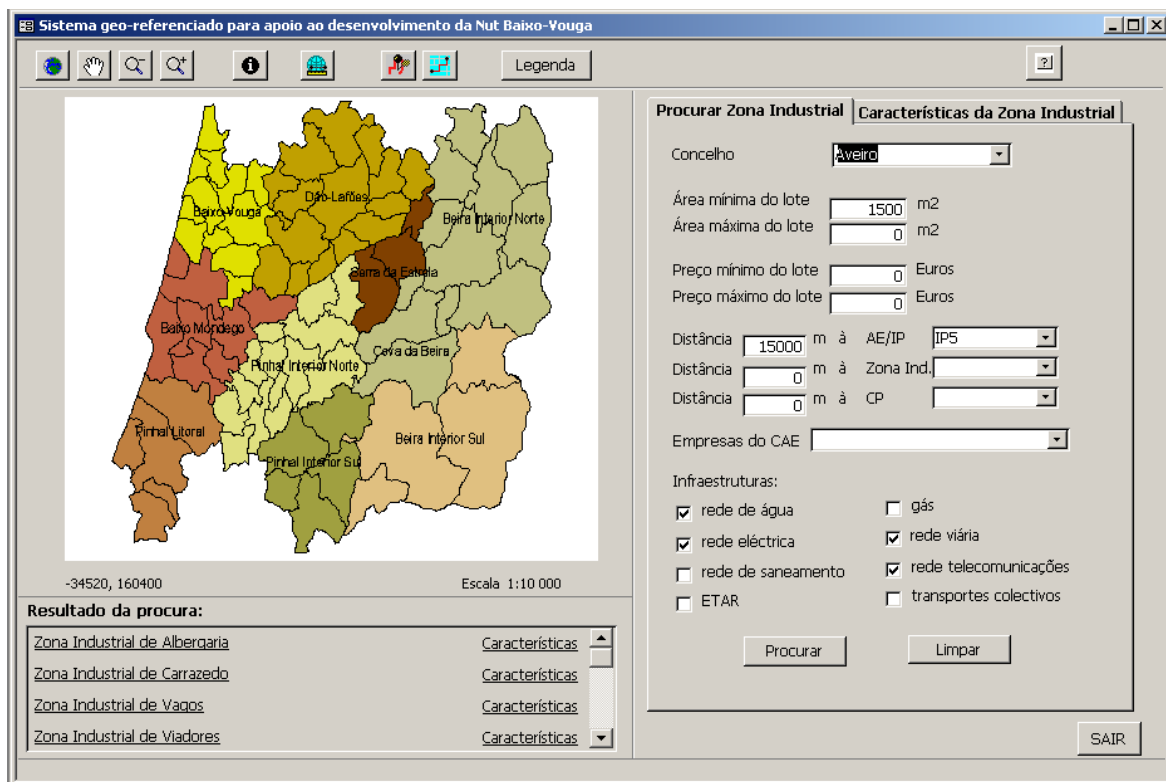 Sistema geo-referenciado para apoio ao desenvolvimento da Nut Baixo-Vouga
Legenda
Baixo-Vouga
Dão-Lafões
Beira Interior Norte
Serra da Estrela
Baixo Mondego
Cova da Beira
Pinhal Interior Norte
Pinhal Litoral
Beira Interior Sul
Pinhal Interior Sul
-34520, 160400 Escala 1:10 000
Resultado da procura:
Zona Industrial de Albergaria Características
Zona Industrial de Carrazedo Características
Zona Industrial de Vagos Características
Zona Industrial de Viadores Características
Procurar Zona Industrial Características da Zona Industrial
Concelho Aveiro
Área mínima do lote 1500 m2
Área máxima do lote 0 m2
Preço mínimo do lote 0 Euros
Preço máximo do lote 0 Euros
Distância 15000 m à AE/IP IP5
Distância 0 m à Zona Ind.
Distância 0 m à CP
Empresas do CAE
Infraestruturas:
rede de água gás
rede eléctrica rede viária
rede de saneamento rede telecomunicações
ETAR transportes colectivos
Procurar Limpar
SAIR